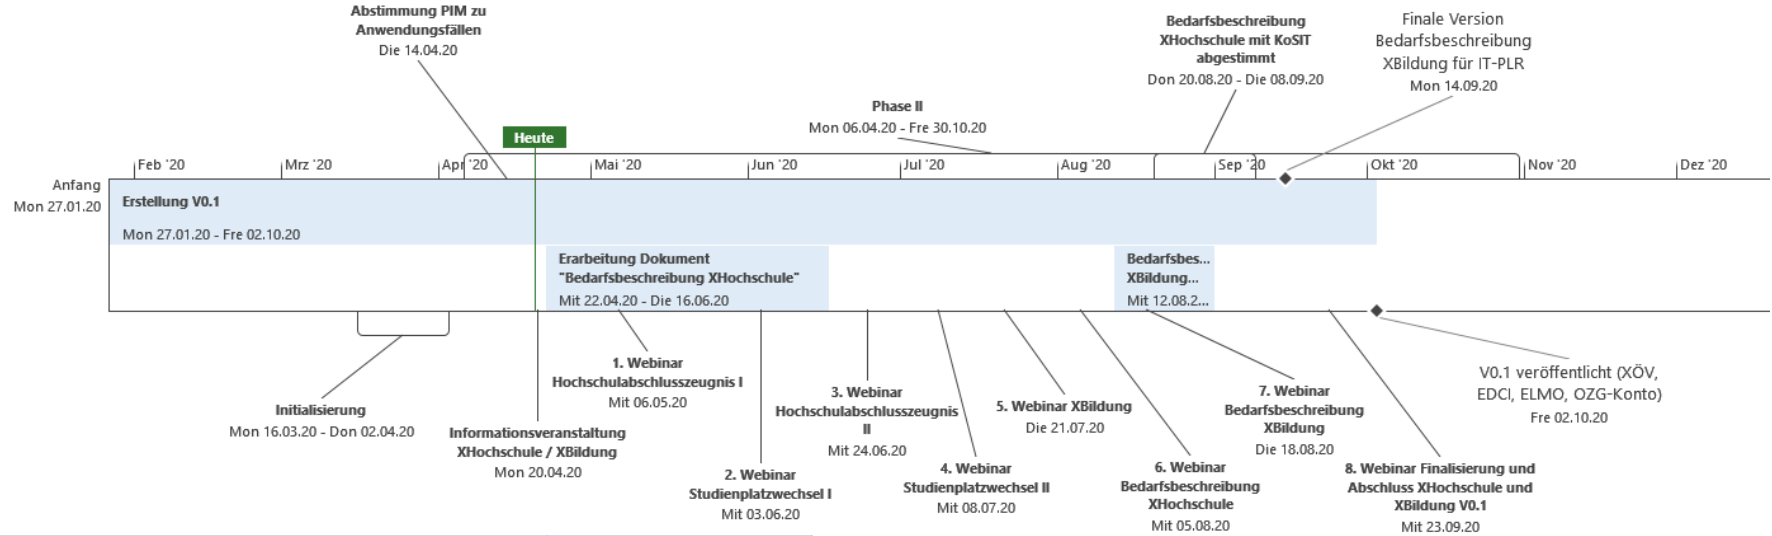 Abstimmung PIM zu
Anwendungsfällen
Die 14.04.20
Bedarfsbeschreibung
XHochschule mit KoSIT
abgestimmt
Don 20.08.20 - Die 08.09.20
Finale Version
Bedarfsbeschreibung
XBildung für IT-PLR
Mon 14.09.20
Phase II
Mon 06.04.20 - Fre 30.10.20
Heute
Feb '20
Mrz '20
Apr '20
Mai '20
Jun '20
Jul '20
Aug '20
Sep '20
Okt '20
Nov '20
Dez '20
Anfang
Mon 27.01.20
Erstellung V0.1
Mon 27.01.20 - Fre 02.10.20
Erarbeitung Dokument
"Bedarfsbeschreibung XHochschule"
Mit 22.04.20 - Die 16.06.20
Bedarfsbes...
XBildung...
Mit 12.08.2...
Initialisierung
Mon 16.03.20 - Don 02.04.20
Informationsveranstaltung
XHochschule / XBildung
Mon 20.04.20
1. Webinar
Hochschulabschlusszeugnis I
Mit 06.05.20
2. Webinar
Studienplatzwechsel I
Mit 03.06.20
3. Webinar
Hochschulabschlusszeugnis
II
Mit 24.06.20
4. Webinar
Studienplatzwechsel II
Mit 08.07.20
5. Webinar XBildung
Die 21.07.20
6. Webinar
Bedarfsbeschreibung
XHochschule
Mit 05.08.20
7. Webinar
Bedarfsbeschreibung
XBildung
Die 18.08.20
8. Webinar Finalisierung und
Abschluss XHochschule und
XBildung V0.1
Mit 23.09.20
V0.1 veröffentlicht (XÖV,
EDCI, ELMO, OZG-Konto)
Fre 02.10.20